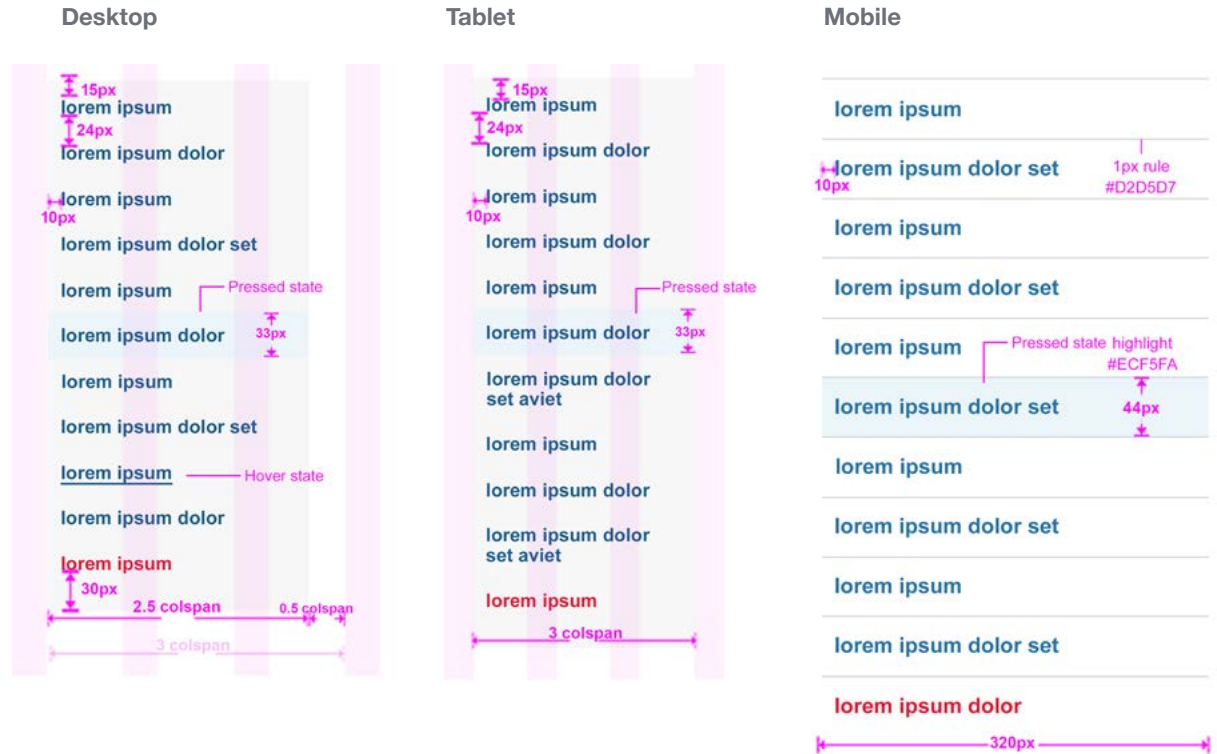 Desktop
15px
lorem ipsum
24px
lorem ipsum dolor
lorem ipsum
10px
lorem ipsum dolor set
Pressed state
lorem ipsum
lorem ipsum dolor
33px
lorem ipsum
lorem ipsum dolor set
lorem ipsum
Hover state
lorem ipsum dolor
lorem ipsum
30px
2.5 colspan
0.5 colspan
3 colspan
Tablet
15px
lorem ipsum
24px
lorem ipsum dolor
lorem ipsum
10px
lorem ipsum dolor
Pressed state
lorem ipsum
lorem ipsum dolor
33px
lorem ipsum dolor
set aviet
lorem ipsum
lorem ipsum dolor
lorem ipsum dolor
set aviet
lorem ipsum
3 colspan
Mobile
lorem ipsum
1px rule
#D2D5D7
lorem ipsum dolor set
10px
lorem ipsum
lorem ipsum dolor set
Pressed state highlight
#ECF5FA
lorem ipsum
lorem ipsum dolor set
44px
lorem ipsum
lorem ipsum dolor set
lorem ipsum
lorem ipsum dolor set
lorem ipsum dolor
320px